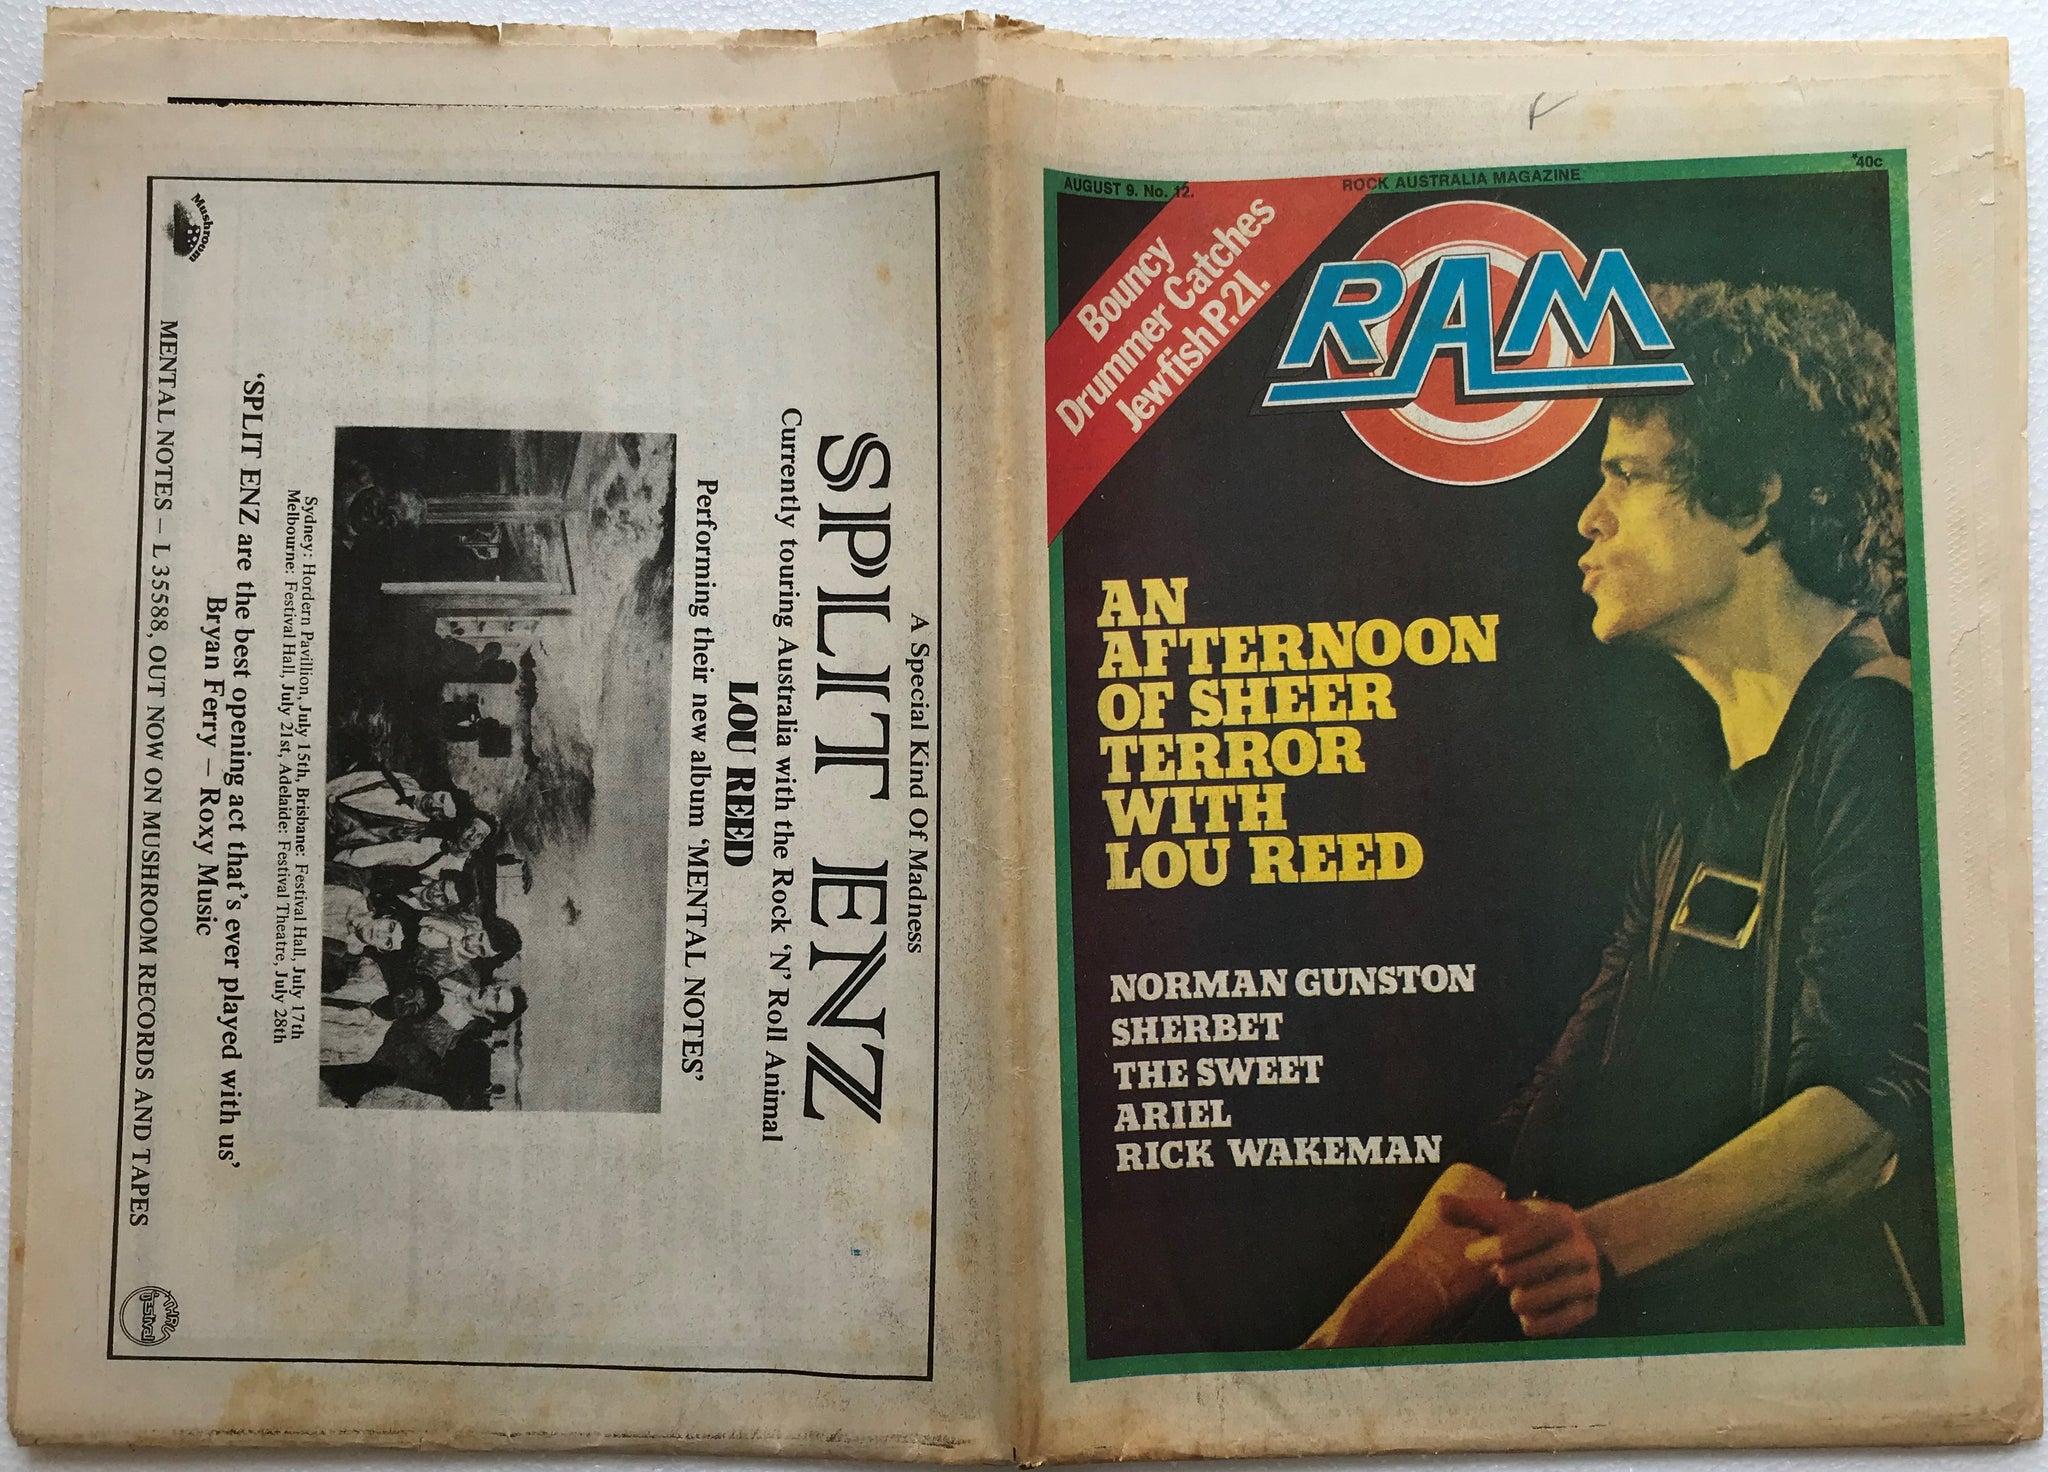 AUGUST 9. No. 12.
ROCK AUSTRALIA MAGAZINE
40c
Bouncy
Drummer Catches
Jewfish P.21.
RAM
AN
AFTERNOON
OF SHEER
TERROR
WITH
LOU REED
NORMAN GUNSTON
SHERBET
THE SWEET
ARIEL
RICK WAKEMAN
A Special Kind Of Madness
SPLIT ENZ
Currently touring Australia with the Rock 'N' Roll Animal
LOU REED
Performing their new album 'MENTAL NOTES'
Sydney: Hordern Pavillion, July 15th, Brisbane: Festival Hall, July 17th
Melbourne: Festival Hall, July 21st, Adelaide: Festival Theatre, July 28th
'SPLIT ENZ are the best opening act that's ever played with us'
Bryan Ferry – Roxy Music
MENTAL NOTES – L 35588, OUT NOW ON MUSHROOM RECORDS AND TAPES
Mushroom
THRU
festival